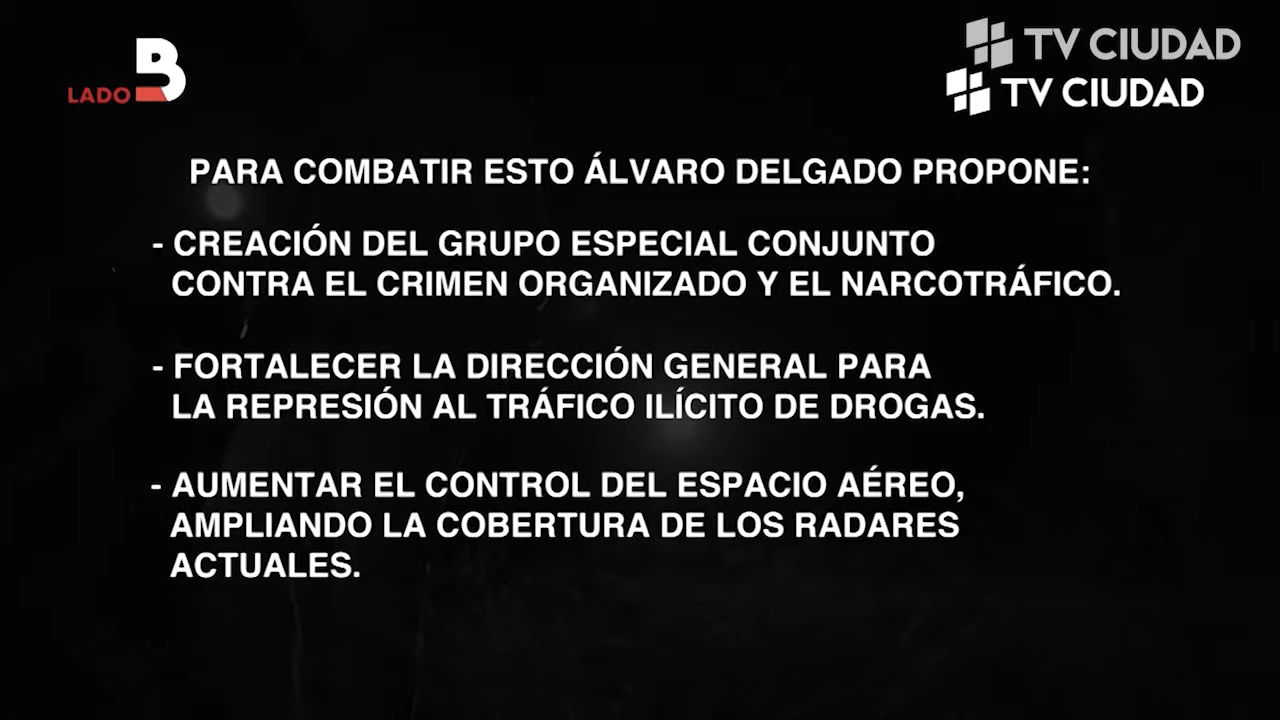 LADO B
TV CIUDAD
TV CIUDAD
PARA COMBATIR ESTO ÁLVARO DELGADO PROPONE:
- CREACIÓN DEL GRUPO ESPECIAL CONJUNTO
CONTRA EL CRIMEN ORGANIZADO Y EL NARCOTRÁFICO.
- FORTALECER LA DIRECCIÓN GENERAL PARA
LA REPRESIÓN AL TRÁFICO ILÍCITO DE DROGAS.
- AUMENTAR EL CONTROL DEL ESPACIO AÉREO,
AMPLIANDO LA COBERTURA DE LOS RADARES
ACTUALES.